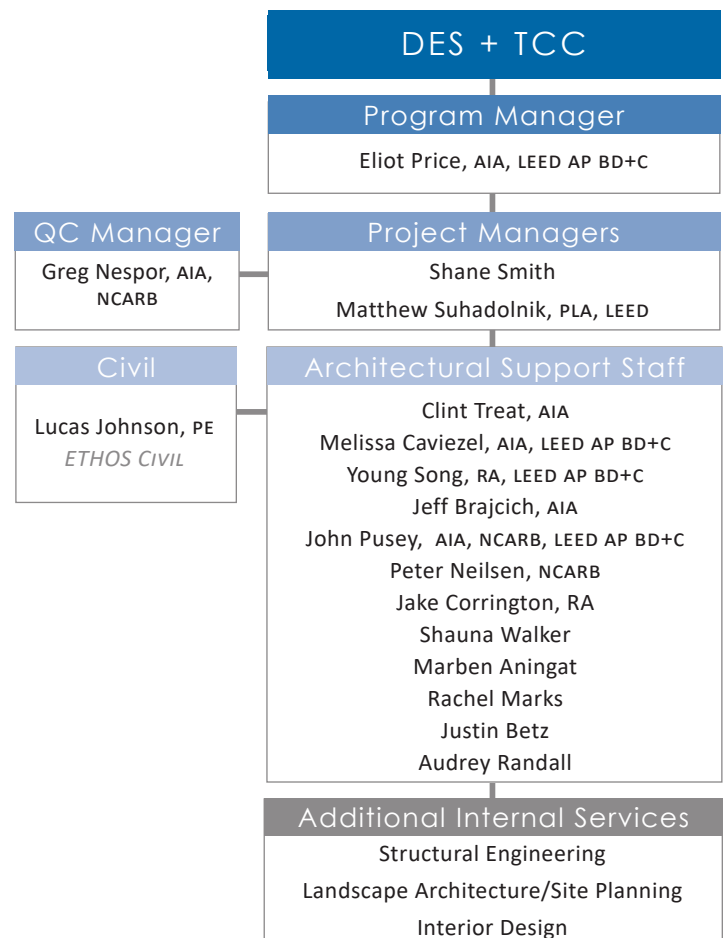 DES + TCC
Program Manager
Eliot Price, AIA, LEED AP BD+C
QC Manager
Greg Nespor, AIA,
NCARB
Project Managers
Shane Smith
Matthew Suhadolnik, PLA, LEED
Civil
Lucas Johnson, PE
ETHOS CIVIL
Architectural Support Staff
Clint Treat, AIA
Melissa Caviezel, AIA, LEED AP BD+C
Young Song, RA, LEED AP BD+C
Jeff Brajcich, AIA
John Pusey, AIA, NCARB, LEED AP BD+C
Peter Neilsen, NCARB
Jake Corrington, RA
Shauna Walker
Marben Aningat
Rachel Marks
Justin Betz
Audrey Randall
Additional Internal Services
Structural Engineering
Landscape Architecture/Site Planning
Interior Design